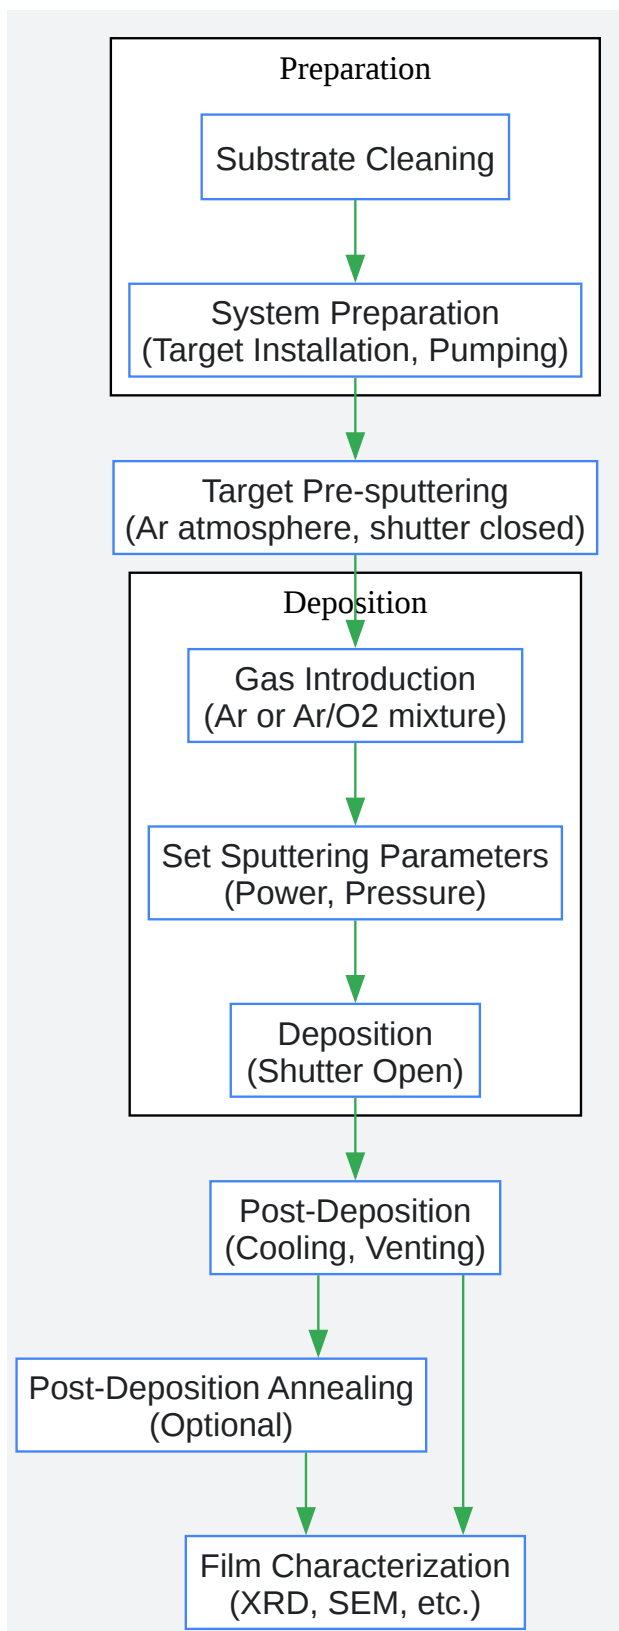 Preparation
Substrate Cleaning
System Preparation
(Target Installation, Pumping)
Target Pre-sputtering
(Ar atmosphere, shutter closed)
Deposition
Gas Introduction
(Ar or Ar/O2 mixture)
Set Sputtering Parameters
(Power, Pressure)
Deposition
(Shutter Open)
Post-Deposition
(Cooling, Venting)
Post-Deposition Annealing
(Optional)
Film Characterization
(XRD, SEM, etc.)